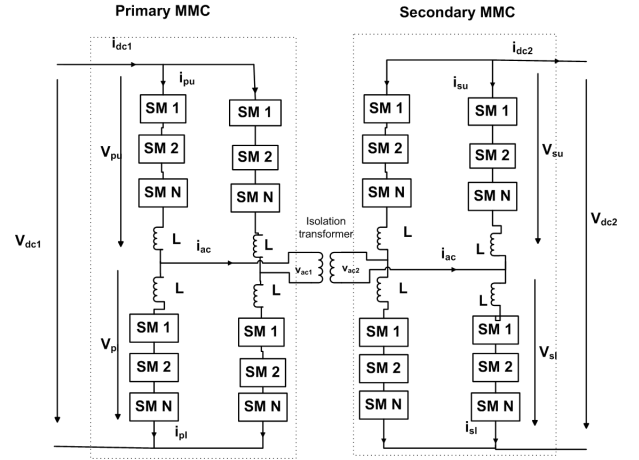 Primary MMC
Secondary MMC
i_dc1
i_dc2
i_pu
i_su
SM 1
SM 1
SM 1
SM 1
V_pu
SM 2
SM 2
SM 2
SM 2
V_su
SM N
SM N
SM N
SM N
V_dc1
V_dc2
Isolation
transformer
L
L
L
L
i_ac
v_ac1
v_ac2
i_ac
L
L
L
L
V_pl
SM 1
SM 1
SM 1
SM 1
V_sl
SM 2
SM 2
SM 2
SM 2
SM N
SM N
SM N
SM N
i_pl
i_sl